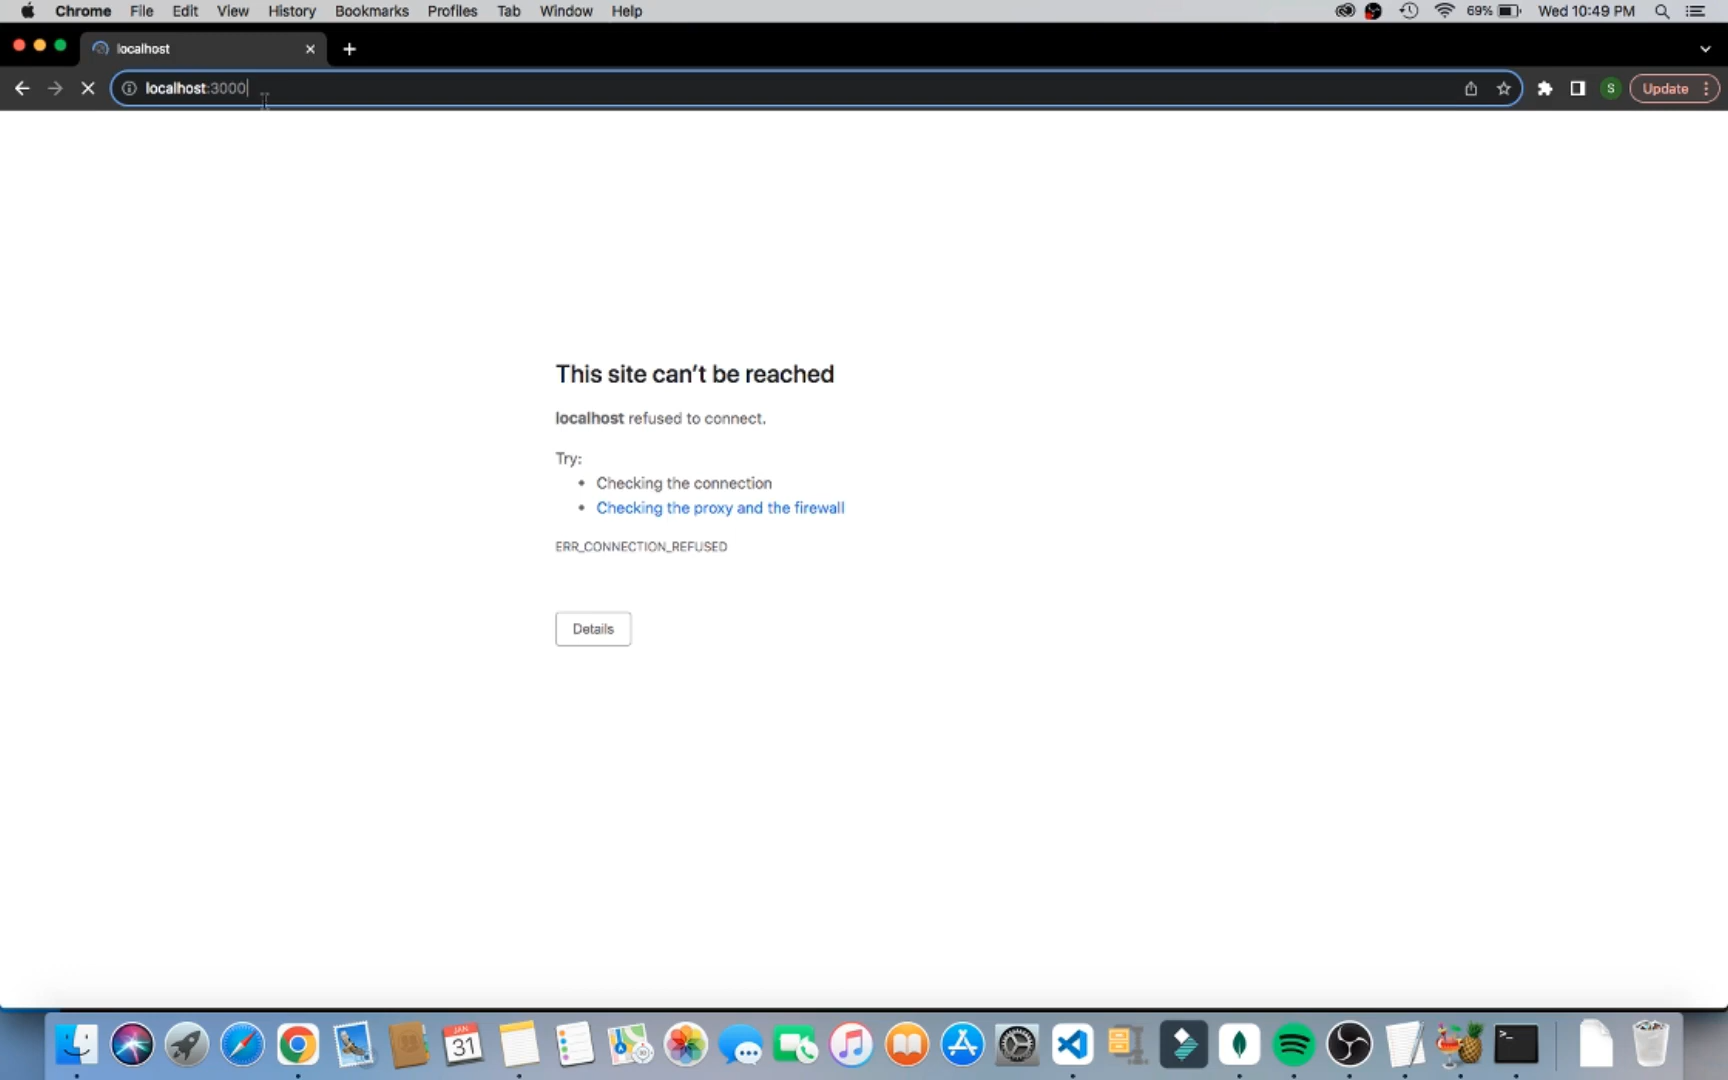 Chrome File Edit View History Bookmarks Profiles Tab Window Help 69% Wed 10:49 PM
localhost
localhost:3000 S Update
This site can’t be reached
localhost refused to connect.
Try:
• Checking the connection
• Checking the proxy and the firewall
ERR_CONNECTION_REFUSED
Details
JAN
31